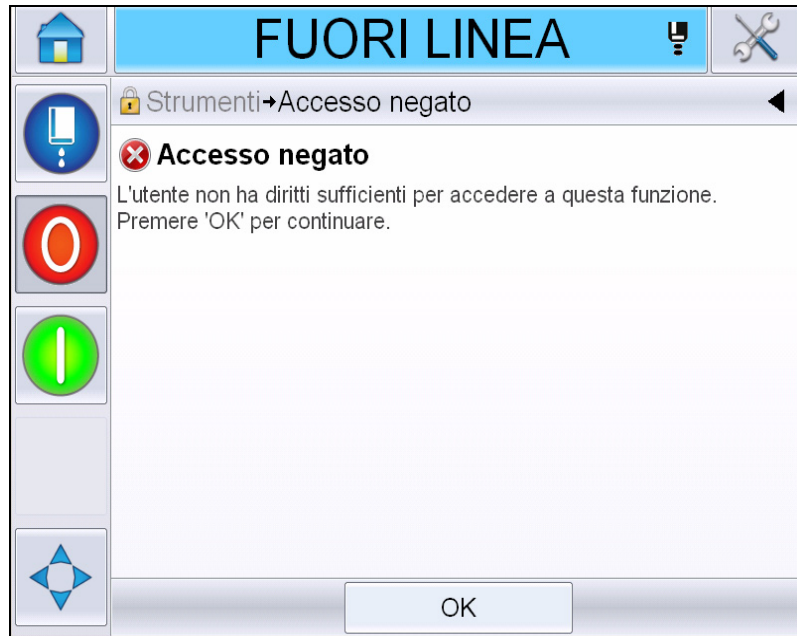 FUORI LINEA
Strumenti→Accesso negato
Accesso negato
L'utente non ha diritti sufficienti per accedere a questa funzione.
Premere 'OK' per continuare.
OK